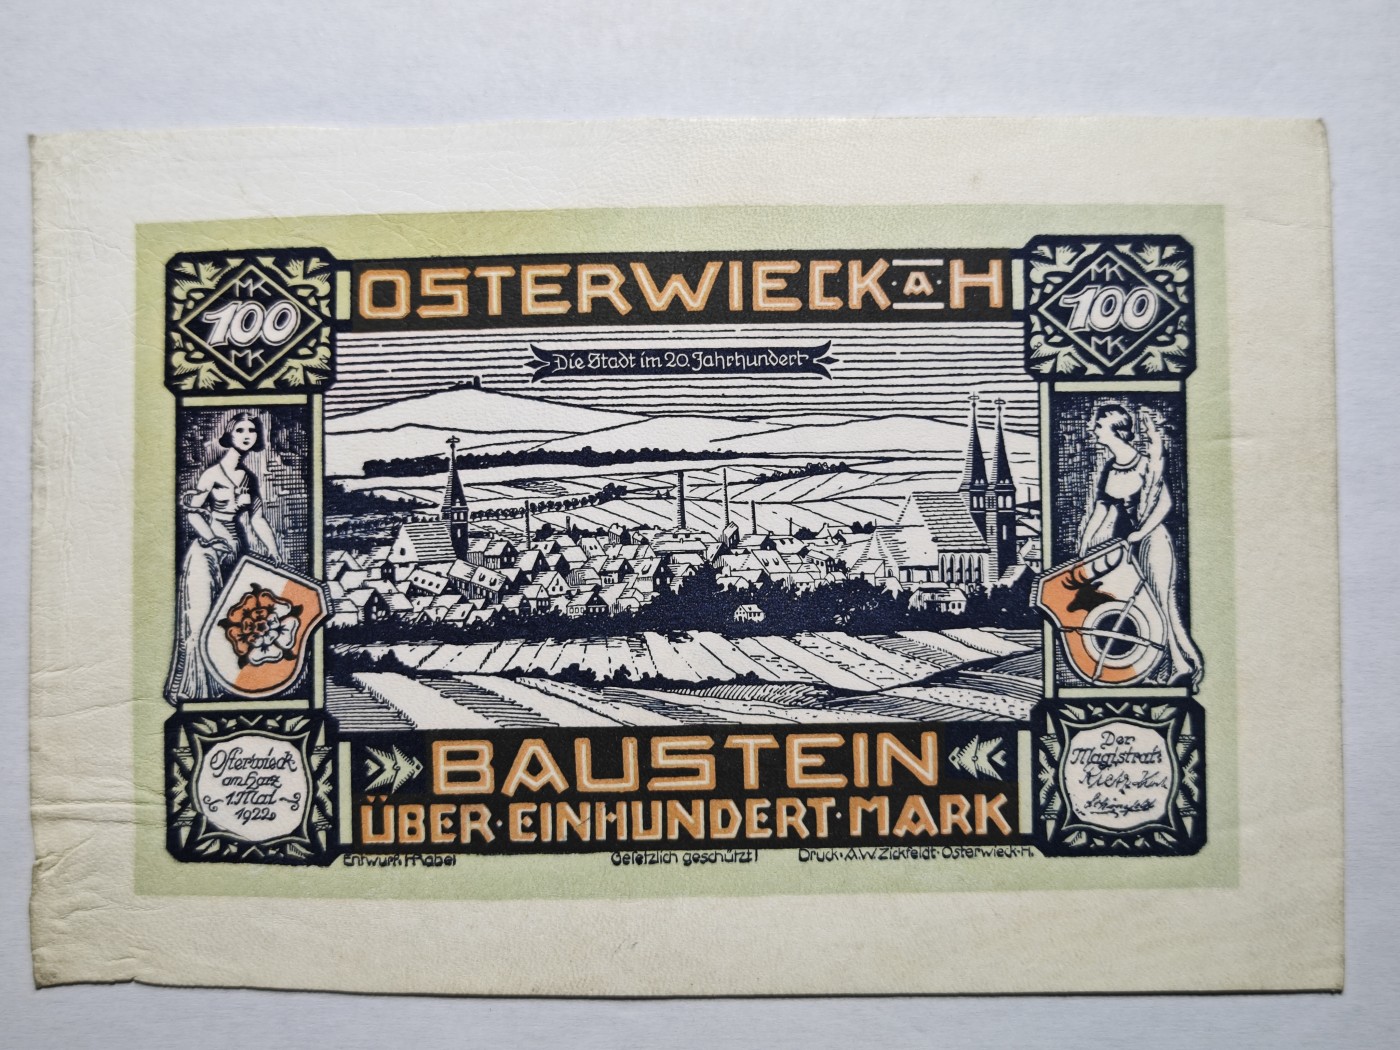 OSTERWIECK·A·H
MK
100
MK
MK
100
MK
Die Stadt im 20. Jahrhundert
BAUSTEIN
ÜBER·EINHUNDERT·MARK
Osterwieck
am Harz
1. Mai
1922
Der
Magistrat:
Entwurf: H Rabei
Gesetzlich geschützt!
Druck·A.W.Zickfeldt·Osterwieck·H.